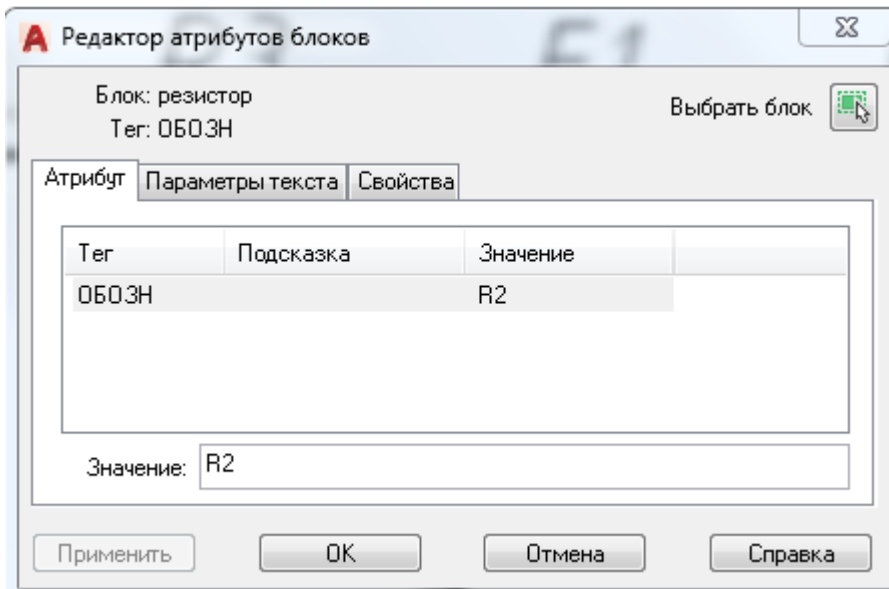 Редактор атрибутов блоков
Блок: резистор
Выбрать блок
Тег: ОБОЗН
Атрибут Параметры текста Свойства
Тег Подсказка Значение
ОБОЗН R2
Значение: R2
Применить ОК Отмена Справка